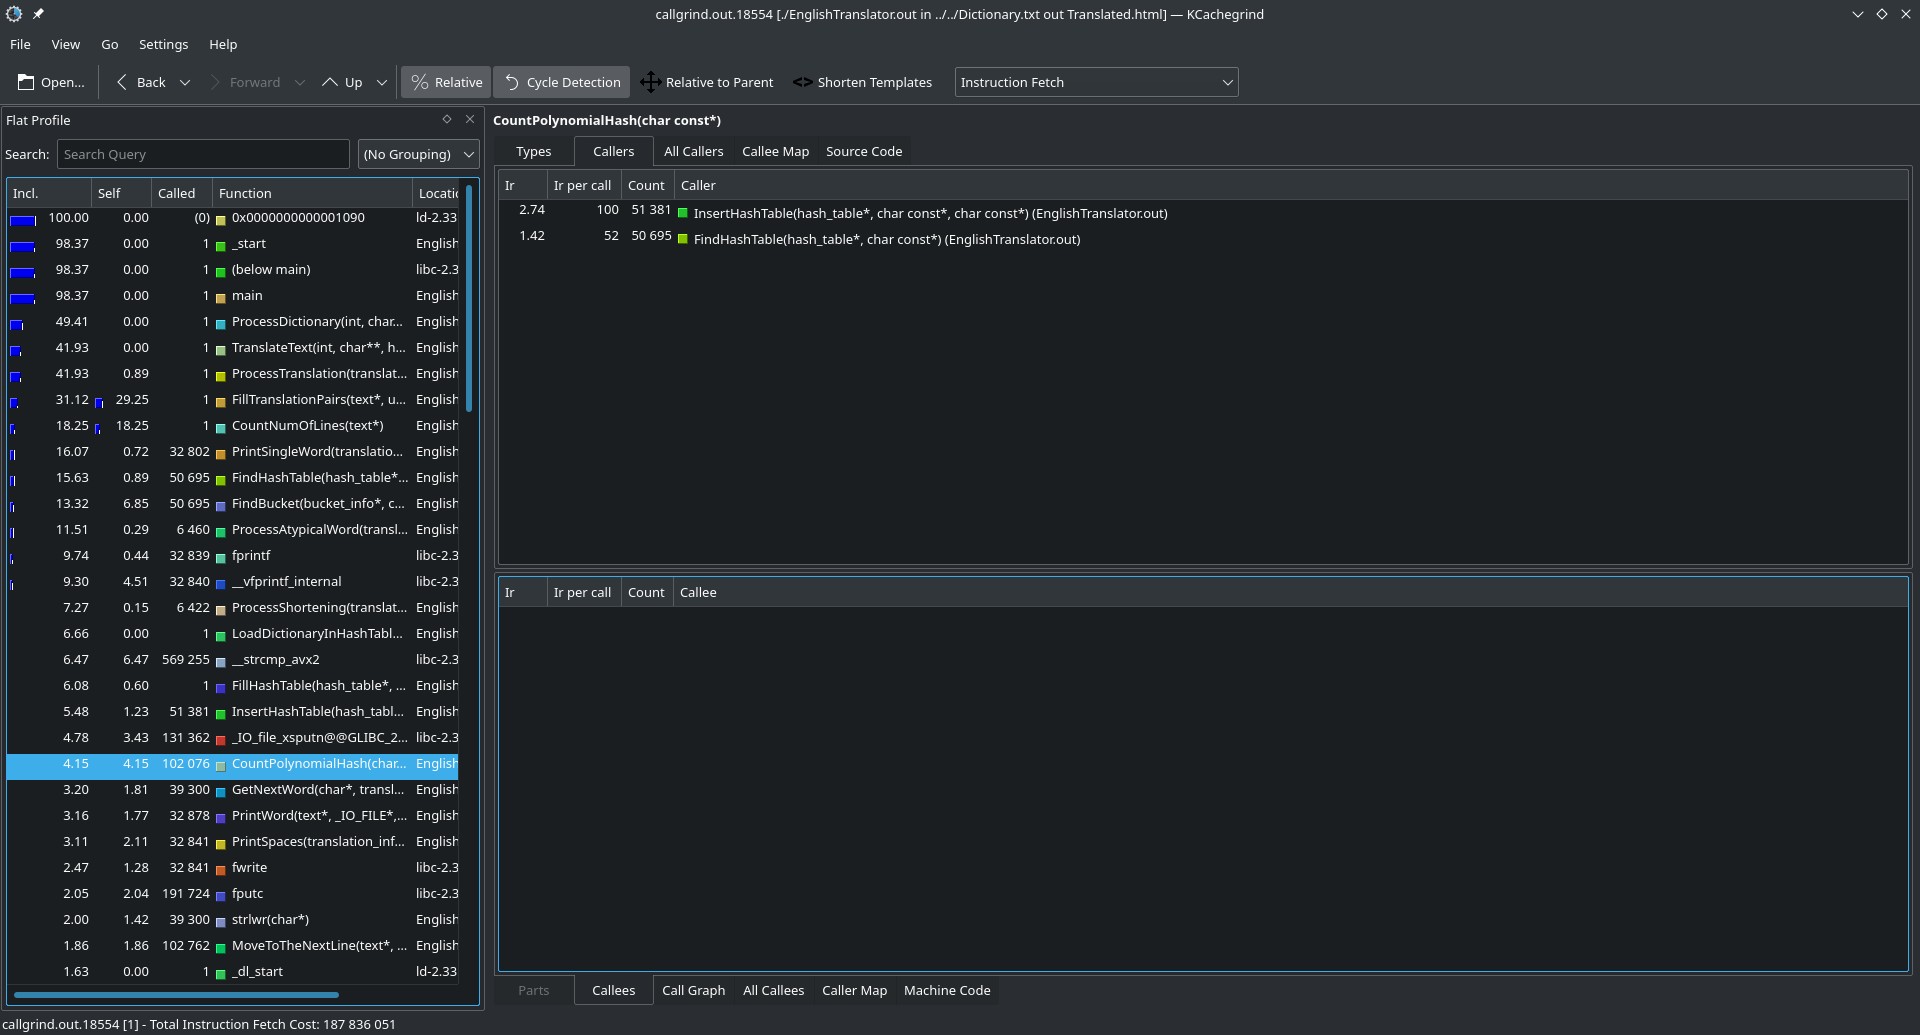 callgrind.out.18554 [./EnglishTranslator.out in ../../Dictionary.txt out Translated.html] — KCachegrind
File View Go Settings Help
Open... Back Forward Up Relative Cycle Detection Relative to Parent <> Shorten Templates Instruction Fetch
Flat Profile
Search: Search Query (No Grouping)
Incl. Self Called Function Locatic
100.00 0.00 (0) 0x0000000000001090 ld-2.33
98.37 0.00 1 _start English
98.37 0.00 1 (below main) libc-2.3
98.37 0.00 1 main English
49.41 0.00 1 ProcessDictionary(int, char... English
41.93 0.00 1 TranslateText(int, char**, h... English
41.93 0.89 1 ProcessTranslation(translat... English
31.12 29.25 1 FillTranslationPairs(text*, u... English
18.25 18.25 1 CountNumOfLines(text*) English
16.07 0.72 32 802 PrintSingleWord(translatio... English
15.63 0.89 50 695 FindHashTable(hash_table*... English
13.32 6.85 50 695 FindBucket(bucket_info*, c... English
11.51 0.29 6 460 ProcessAtypicalWord(transl... English
9.74 0.44 32 839 fprintf libc-2.3
9.30 4.51 32 840 __vfprintf_internal libc-2.3
7.27 0.15 6 422 ProcessShortening(translat... English
6.66 0.00 1 LoadDictionaryInHashTabl... English
6.47 6.47 569 255 __strcmp_avx2 libc-2.3
6.08 0.60 1 FillHashTable(hash_table*, ... English
5.48 1.23 51 381 InsertHashTable(hash_tabl... English
4.78 3.43 131 362 _IO_file_xsputn@@GLIBC_2... libc-2.3
4.15 4.15 102 076 CountPolynomialHash(char... English
3.20 1.81 39 300 GetNextWord(char*, transl... English
3.16 1.77 32 878 PrintWord(text*, _IO_FILE*,... English
3.11 2.11 32 841 PrintSpaces(translation_inf... English
2.47 1.28 32 841 fwrite libc-2.3
2.05 2.04 191 724 fputc libc-2.3
2.00 1.42 39 300 strlwr(char*) English
1.86 1.86 102 762 MoveToTheNextLine(text*, ... English
1.63 0.00 1 _dl_start ld-2.33
CountPolynomialHash(char const*)
Types Callers All Callers Callee Map Source Code
Ir Ir per call Count Caller
2.74 100 51 381 InsertHashTable(hash_table*, char const*, char const*) (EnglishTranslator.out)
1.42 52 50 695 FindHashTable(hash_table*, char const*) (EnglishTranslator.out)
Ir Ir per call Count Callee
Parts Callees Call Graph All Callees Caller Map Machine Code
callgrind.out.18554 [1] - Total Instruction Fetch Cost: 187 836 051